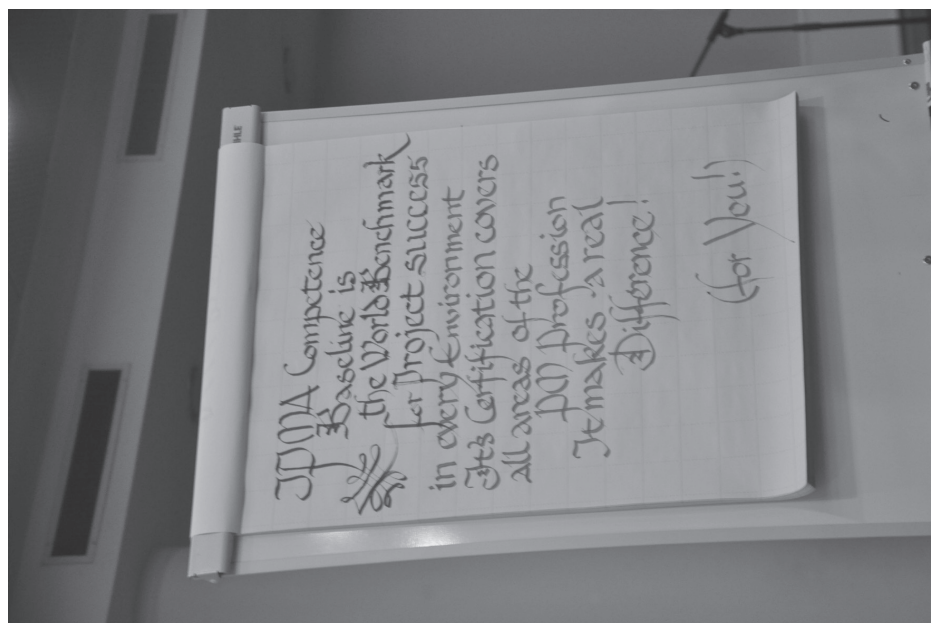 IPMA Competence
Baseline is
the World Benchmark
for Project success
in every Environment
It's Certification covers
all areas of the
PM Profession
It makes a real
Difference!
(for You!)